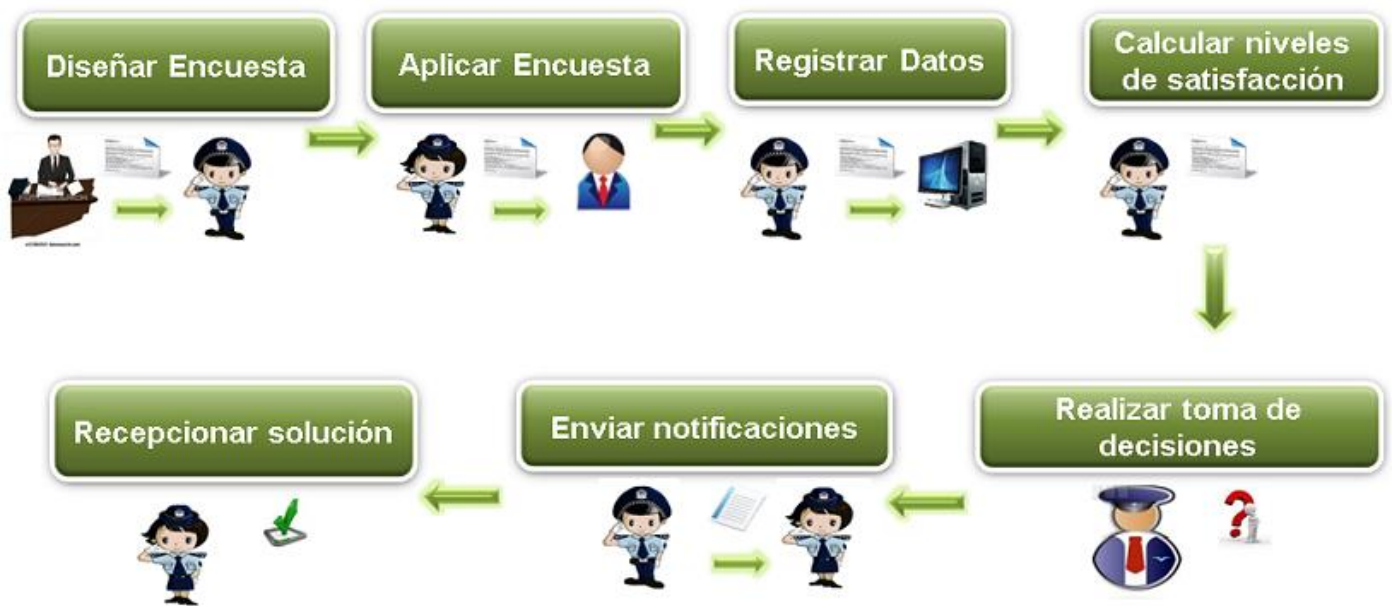 Diseñar Encuesta
Aplicar Encuesta
Registrar Datos
Calcular niveles
de satisfacción
Realizar toma de
decisiones
Enviar notificaciones
Recepcionar solución